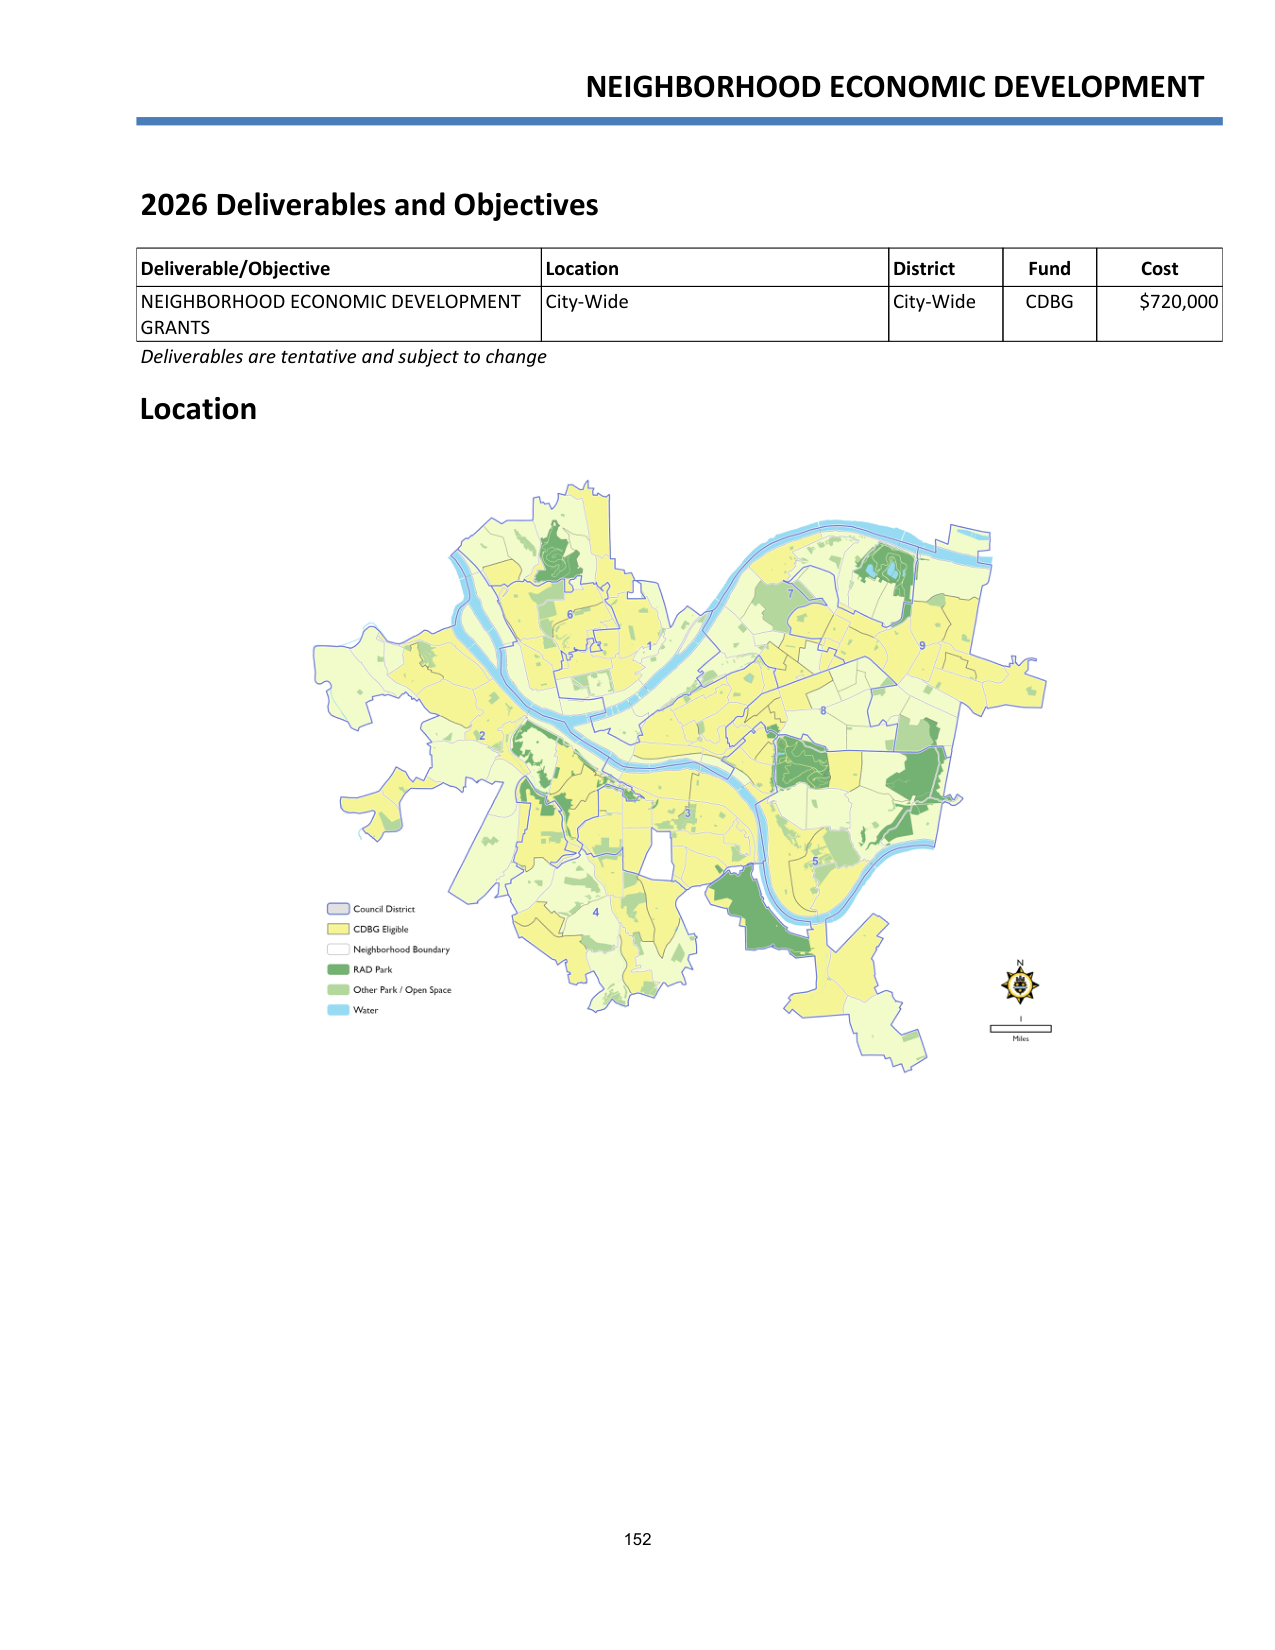 NEIGHBORHOOD ECONOMIC DEVELOPMENT
2026 Deliverables and Objectives
Deliverable/Objective Location District Fund Cost
NEIGHBORHOOD ECONOMIC DEVELOPMENT City-Wide City-Wide CDBG $720,000
GRANTS
Deliverables are tentative and subject to change
Location
7
6
1
9
8
2
3
5
4
Council District
CDBG Eligible
Neighborhood Boundary
RAD Park
Other Park / Open Space
Water
N
1
Miles
152